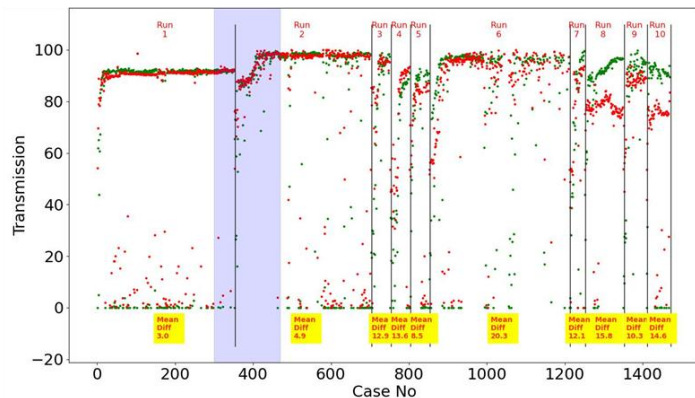 Run Run Run Run Run Run Run Run Run Run
1 2 3 4 5 6 7 8 9 10
100
80
60
40
20
0
−20
Transmission
Mean Mean Mea Mean Mean Mean Mean Mean Mean Mean
Diff Diff Diff Diff Diff Diff Diff Diff Diff Diff
3.0 4.9 12.9 13.6 8.5 20.3 12.1 15.8 10.3 14.6
0 200 400 600 800 1000 1200 1400
Case No